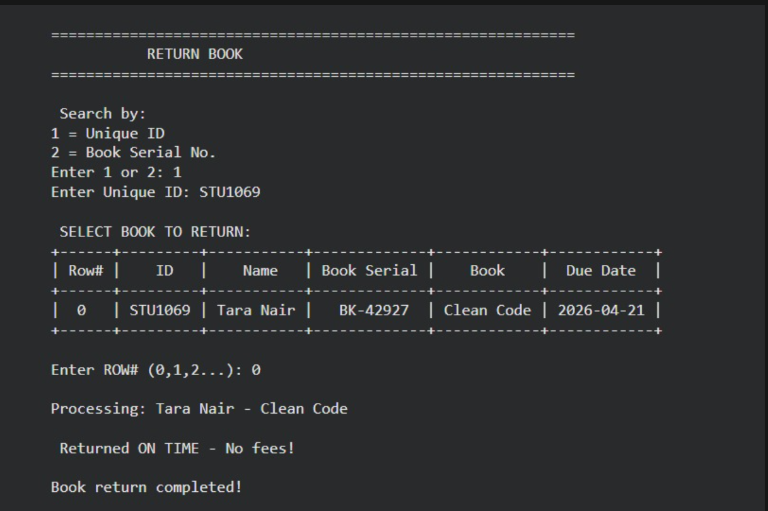 ============================================================
RETURN BOOK
============================================================
Search by:
1 = Unique ID
2 = Book Serial No.
Enter 1 or 2: 1
Enter Unique ID: STU1069
SELECT BOOK TO RETURN:
+------+---------+-----------+-------------+------------+------------+
| Row# |    ID   |    Name   | Book Serial |    Book    |  Due Date  |
+------+---------+-----------+-------------+------------+------------+
|  0   | STU1069 | Tara Nair |   BK-42927  | Clean Code | 2026-04-21 |
+------+---------+-----------+-------------+------------+------------+
Enter ROW# (0,1,2...): 0
Processing: Tara Nair - Clean Code
Returned ON TIME - No fees!
Book return completed!